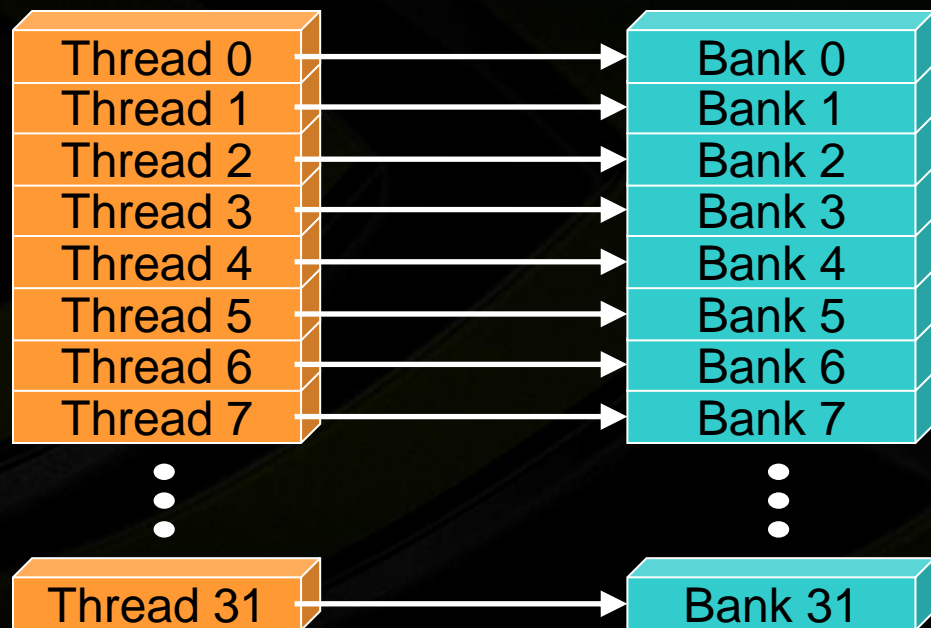 Thread 0 Bank 0
Thread 1 Bank 1
Thread 2 Bank 2
Thread 3 Bank 3
Thread 4 Bank 4
Thread 5 Bank 5
Thread 6 Bank 6
Thread 7 Bank 7
Thread 31 Bank 31